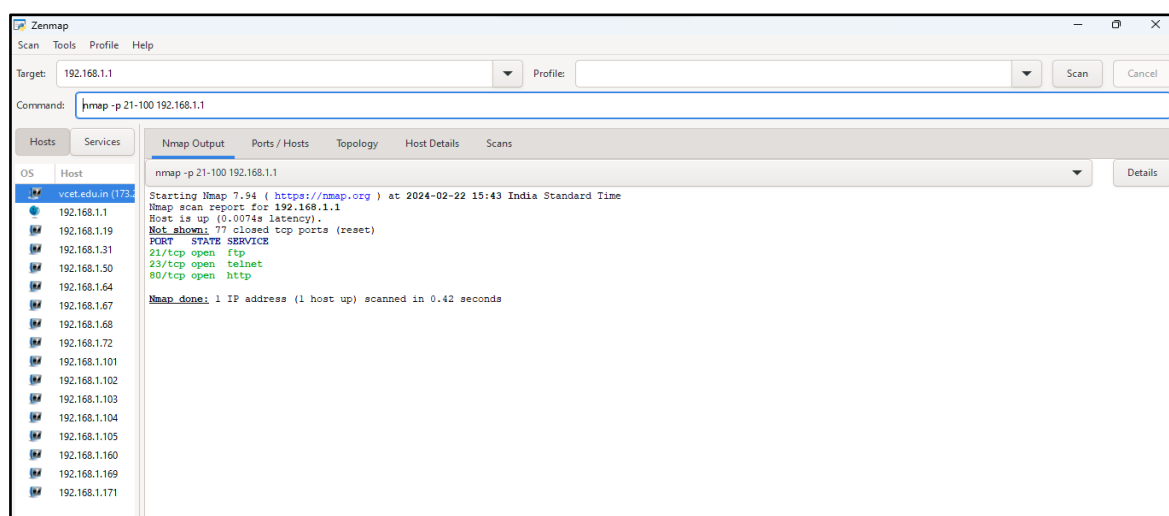 Zenmap
Scan Tools Profile Help
Target: 192.168.1.1 Profile: Scan Cancel
Command: nmap -p 21-100 192.168.1.1
Hosts Services Nmap Output Ports / Hosts Topology Host Details Scans
OS Host
nmap -p 21-100 192.168.1.1 Details
vcet.edu.in (173.2
192.168.1.1
192.168.1.19
192.168.1.31
192.168.1.50
192.168.1.64
192.168.1.67
192.168.1.68
192.168.1.72
192.168.1.101
192.168.1.102
192.168.1.103
192.168.1.104
192.168.1.105
192.168.1.160
192.168.1.169
192.168.1.171
Starting Nmap 7.94 ( https://nmap.org ) at 2024-02-22 15:43 India Standard Time
Nmap scan report for 192.168.1.1
Host is up (0.0074s latency).
Not shown: 77 closed tcp ports (reset)
PORT STATE SERVICE
21/tcp open ftp
23/tcp open telnet
80/tcp open http
Nmap done: 1 IP address (1 host up) scanned in 0.42 seconds